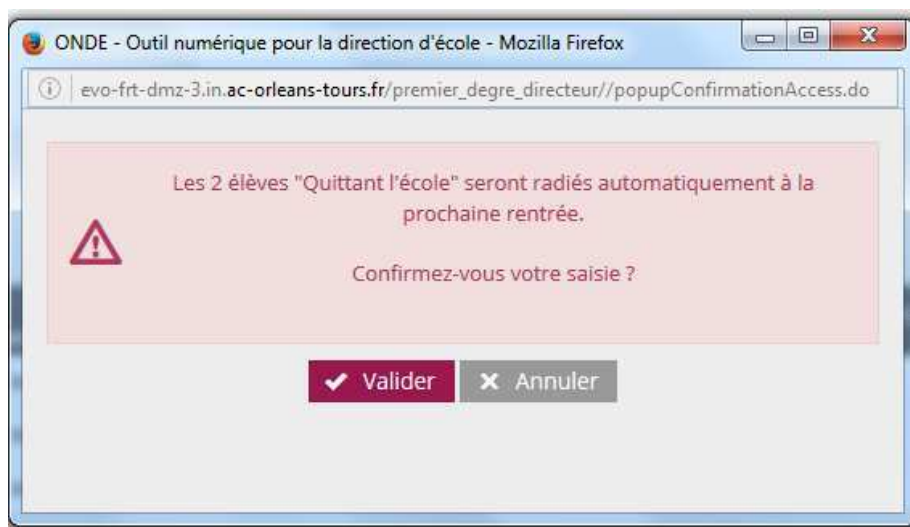 ONDE - Outil numérique pour la direction d'école - Mozilla Firefox
evo-frt-dmz-3.in.ac-orleans-tours.fr/premier_degre_directeur//popupConfirmationAccess.do
Les 2 élèves "Quittant l'école" seront radiés automatiquement à la
prochaine rentrée.
Confirmez-vous votre saisie ?
Valider
Annuler